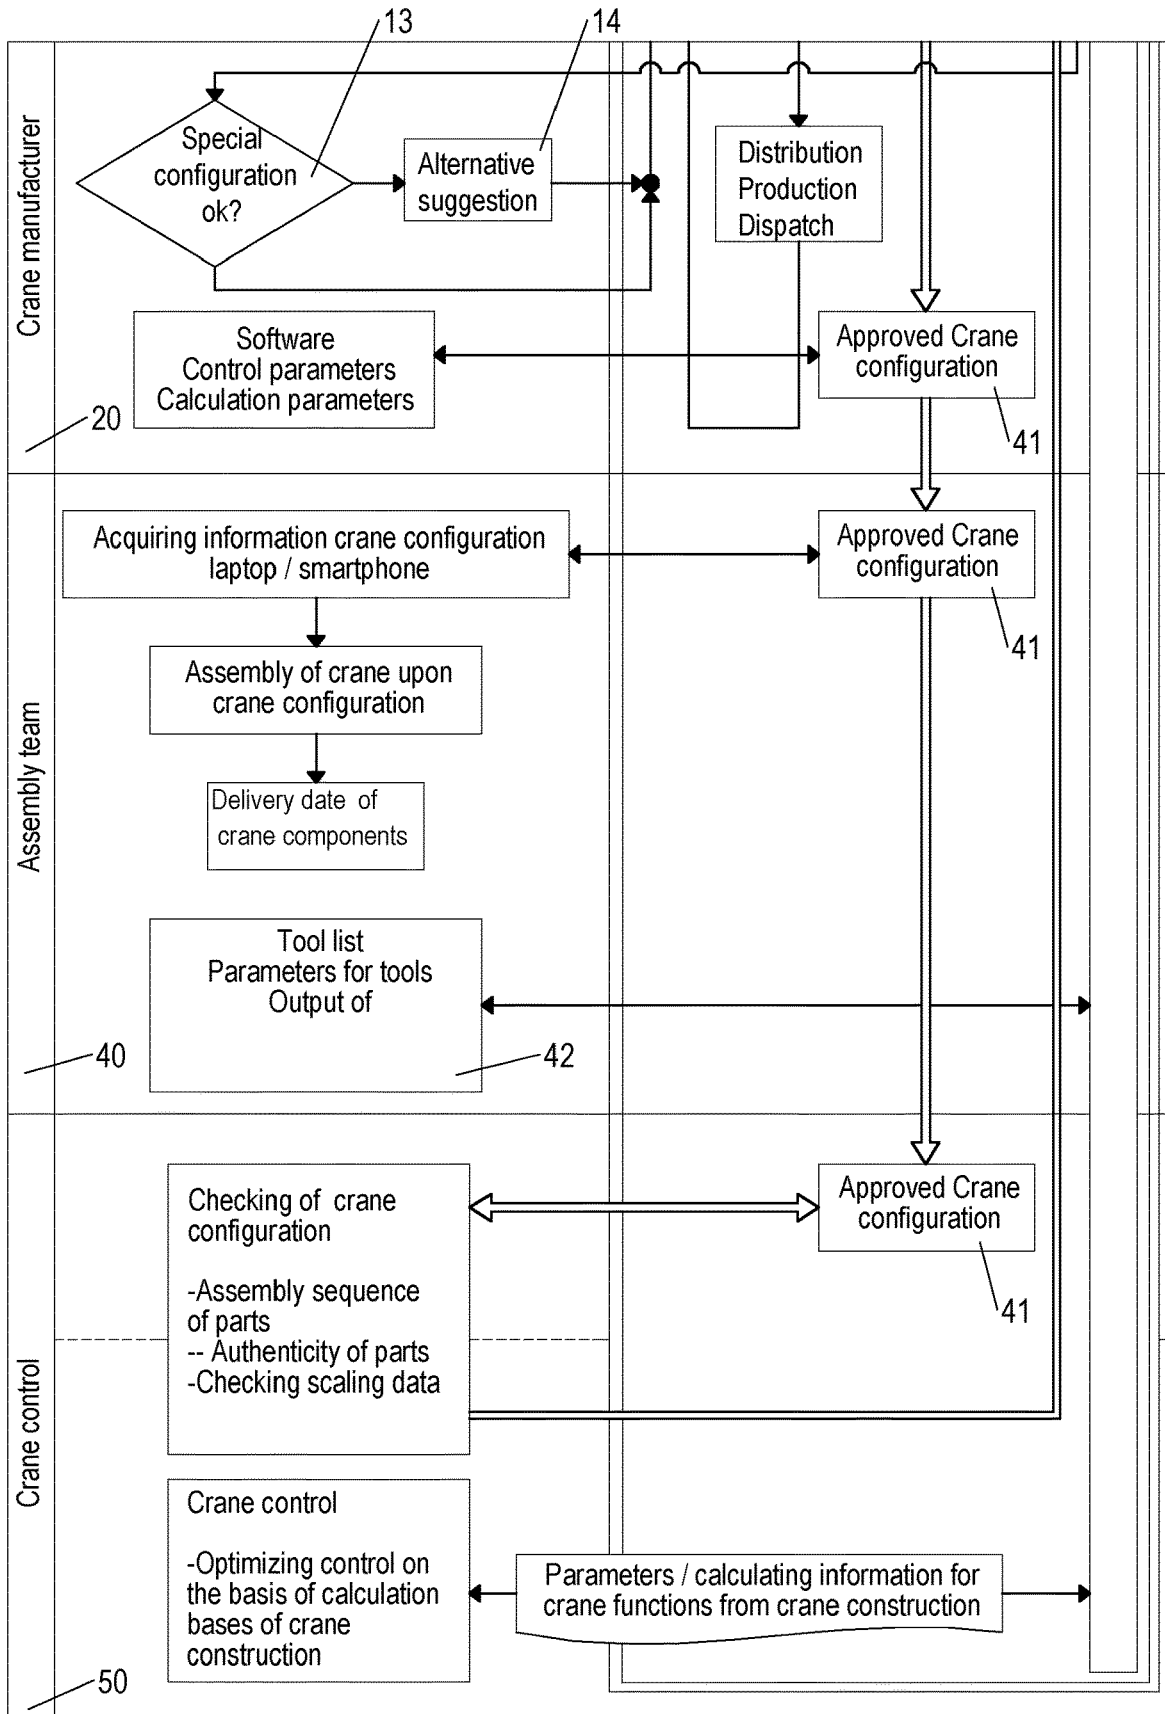 13
14
Crane manufacturer
Special
configuration
ok?
Alternative
suggestion
Distribution
Production
Dispatch
Software
Control parameters
Calculation parameters
Approved Crane
configuration
20
41
Assembly team
Acquiring information crane configuration
laptop / smartphone
Approved Crane
configuration
41
Assembly of crane upon
crane configuration
Delivery date of
crane components
Tool list
Parameters for tools
Output of
40
42
Crane control
Checking of crane
configuration
-Assembly sequence
of parts
-- Authenticity of parts
-Checking scaling data
Approved Crane
configuration
41
Crane control
-Optimizing control on
the basis of calculation
bases of crane
construction
Parameters / calculating information for
crane functions from crane construction
50